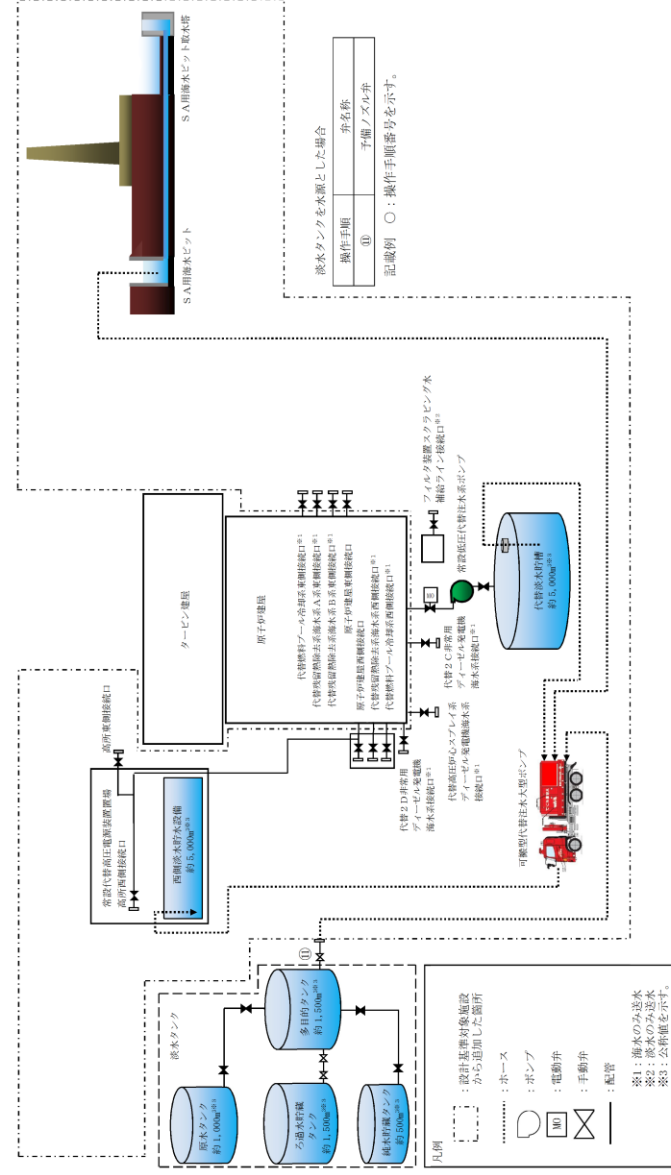 ＳＡ用海水ピット取水塔
ＳＡ用海水ピット
淡水タンクを水源とした場合
操作手順
弁名称
⑪
予備ノズル弁
記載例 ○：操作手順番号を示す。
タービン建屋
原子炉建屋
代替燃料プール冷却系東側接続口※１
代替残留熱除去系海水系Ａ系東側接続口※１
代替残留熱除去系海水系Ｂ系東側接続口※１
原子炉建屋東側接続口
原子炉建屋西側接続口
代替残留熱除去系海水系西側接続口※１
代替燃料プール冷却系西側接続口※１
フィルタ装置スクラビング水
補給ライン接続口※２
常設低圧代替注水系ポンプ
代替淡水貯槽
約5,000m³※３
代替２Ｃ非常用
ディーゼル発電機
海水系接続口※１
代替高圧炉心スプレイ系
ディーゼル発電機海水系
接続口※１
代替２Ｄ非常用
ディーゼル発電機
海水系接続口※１
高所東側接続口
常設代替高圧電源装置置場
高所西側接続口
西側淡水貯水設備
約5,000m³※３
可搬型代替注水大型ポンプ
淡水タンク
⑪
多目的タンク
約1,500m³※３
原水タンク
約1,000m³※３
ろ過水貯蔵
タンク
約1,500m³※３
純水貯蔵タンク
約500m³※３
凡例
：設計基準対象施設
から追加した箇所
：ホース
：ポンプ
MO
：電動弁
：手動弁
：配管
※1：海水のみ送水
※2：淡水のみ送水
※3：公称値を示す。